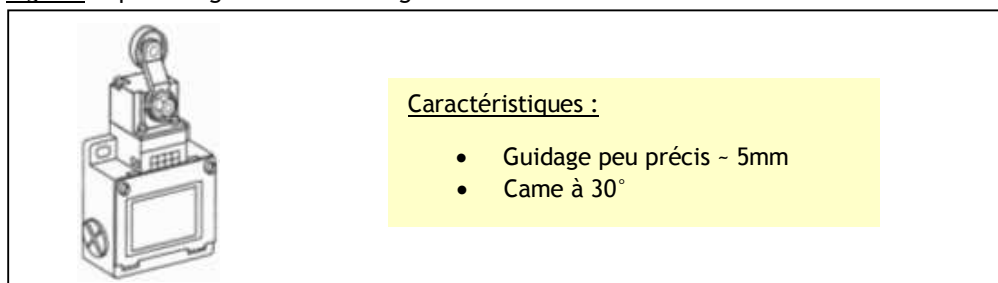 Caractéristiques :
• Guidage peu précis ~ 5mm
• Came à 30°